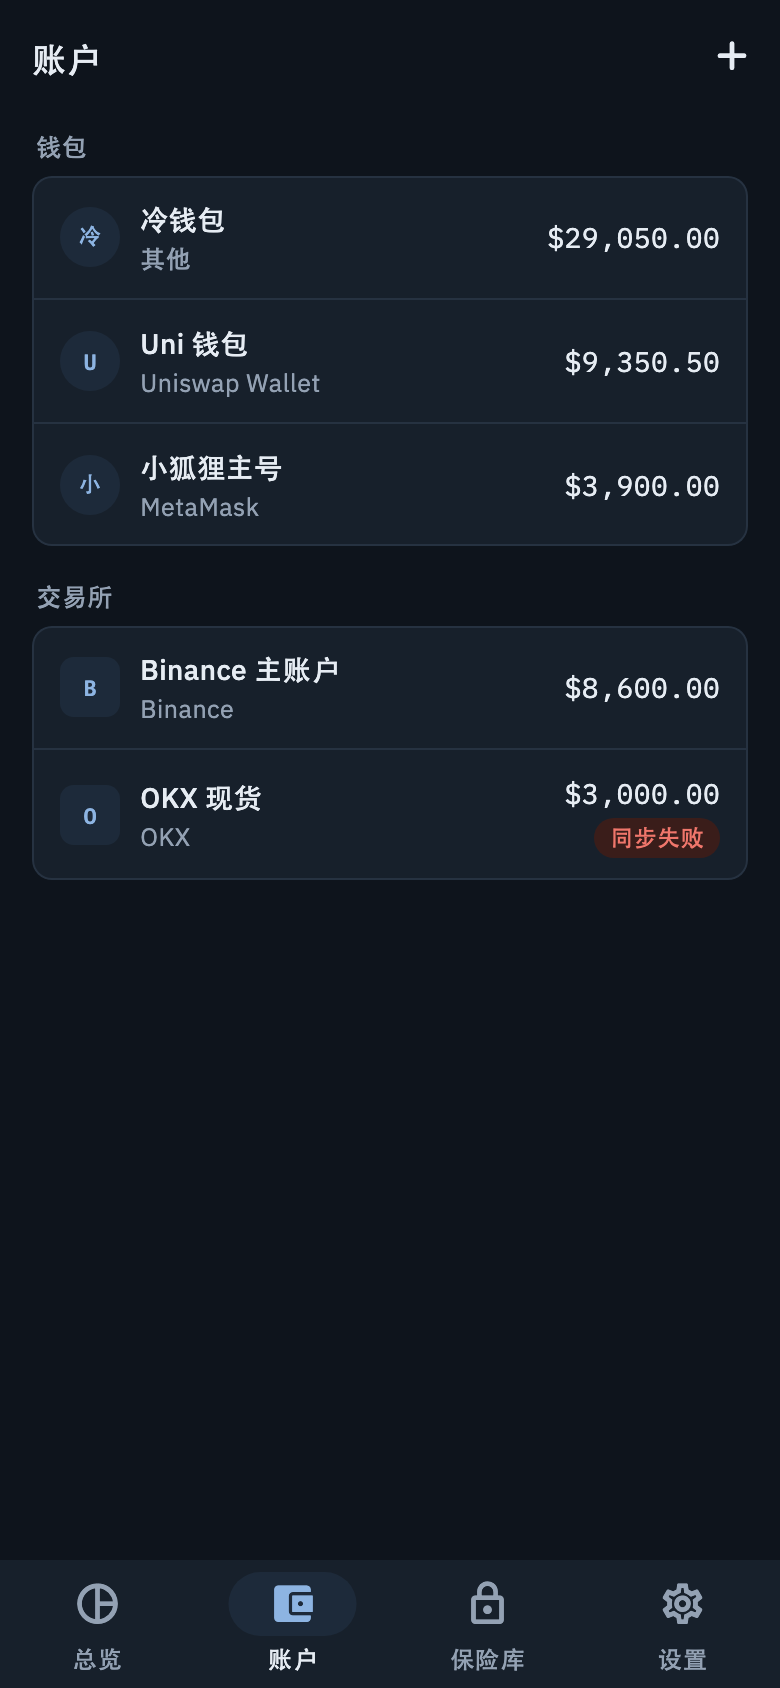 账户
钱包
冷
冷钱包
其他
$29,050.00
U
Uni 钱包
Uniswap Wallet
$9,350.50
小
小狐狸主号
MetaMask
$3,900.00
交易所
B
Binance 主账户
Binance
$8,600.00
O
OKX 现货
OKX
$3,000.00
同步失败
总览
账户
保险库
设置